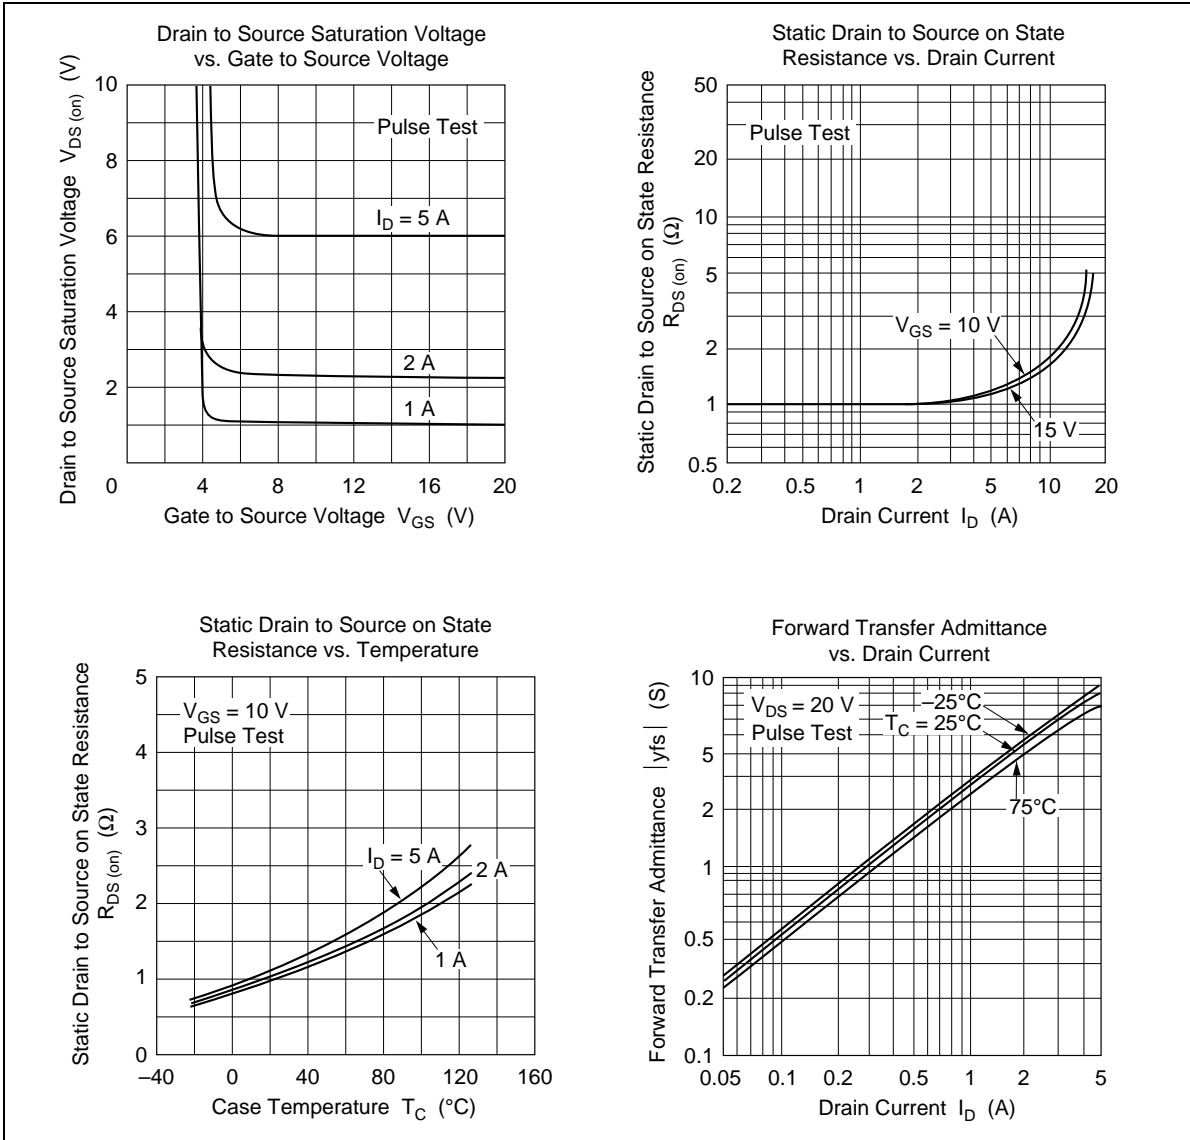 Drain to Source Saturation Voltage
vs. Gate to Source Voltage
Drain to Source Saturation Voltage V_DS (on) (V)
10
8
6
4
2
Pulse Test
I_D = 5 A
2 A
1 A
0 4 8 12 16 20
Gate to Source Voltage V_GS (V)
Static Drain to Source on State
Resistance vs. Drain Current
Static Drain to Source on State Resistance
R_DS (on) (Ω)
50
20
10
5
2
1
0.5
Pulse Test
V_GS = 10 V
15 V
0.2 0.5 1 2 5 10 20
Drain Current I_D (A)
Static Drain to Source on State
Resistance vs. Temperature
Static Drain to Source on State Resistance
R_DS (on) (Ω)
5
4
3
2
1
0
V_GS = 10 V
Pulse Test
I_D = 5 A
2 A
1 A
–40 0 40 80 120 160
Case Temperature T_C (°C)
Forward Transfer Admittance
vs. Drain Current
Forward Transfer Admittance |yfs| (S)
10
5
2
1
0.5
0.2
0.1
V_DS = 20 V
Pulse Test
–25°C
T_C = 25°C
75°C
0.05 0.1 0.2 0.5 1 2 5
Drain Current I_D (A)